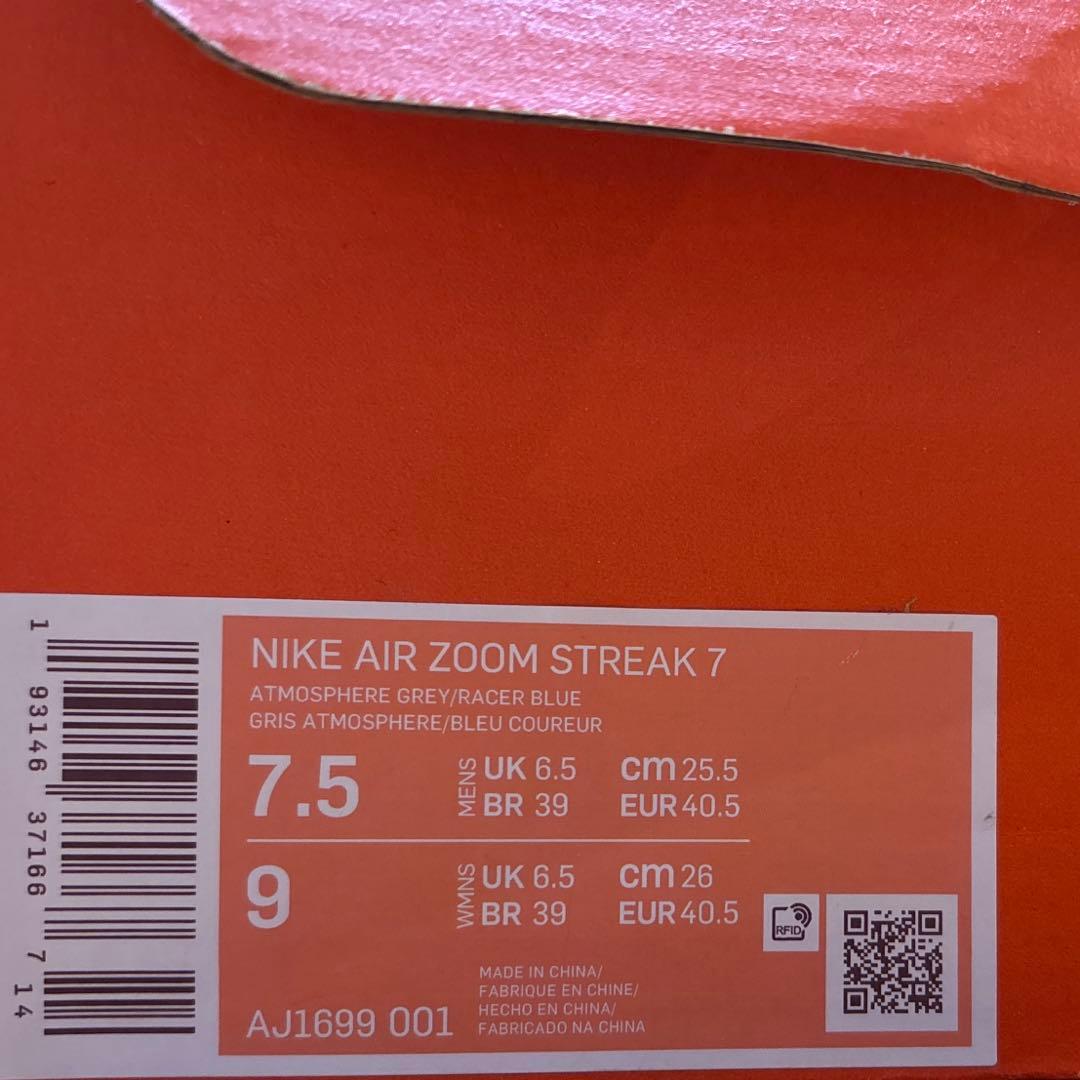 NIKE AIR ZOOM STREAK 7
ATMOSPHERE GREY/RACER BLUE
GRIS ATMOSPHERE/BLEU COUREUR
7.5 MENS UK 6.5 cm 25.5
BR 39 EUR 40.5
9 WMNS UK 6.5 cm 26
BR 39 EUR 40.5
RFID
MADE IN CHINA/
FABRIQUE EN CHINE/
HECHO EN CHINA/
FABRICADO NA CHINA
AJ1699 001
1 93146 37166 7 14